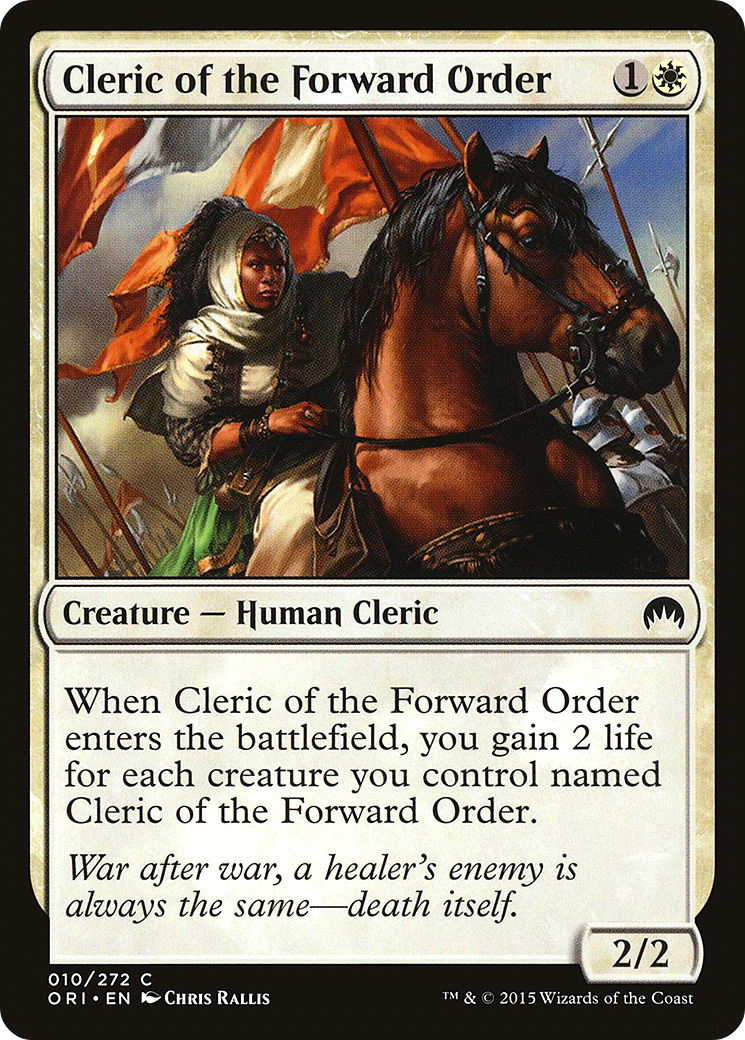 Cleric of the Forward Order 1
Creature — Human Cleric
When Cleric of the Forward Order
enters the battlefield, you gain 2 life
for each creature you control named
Cleric of the Forward Order.
War after war, a healer's enemy is
always the same—death itself.
2/2
010/272 C
ORI • EN Chris Rallis
™ & © 2015 Wizards of the Coast